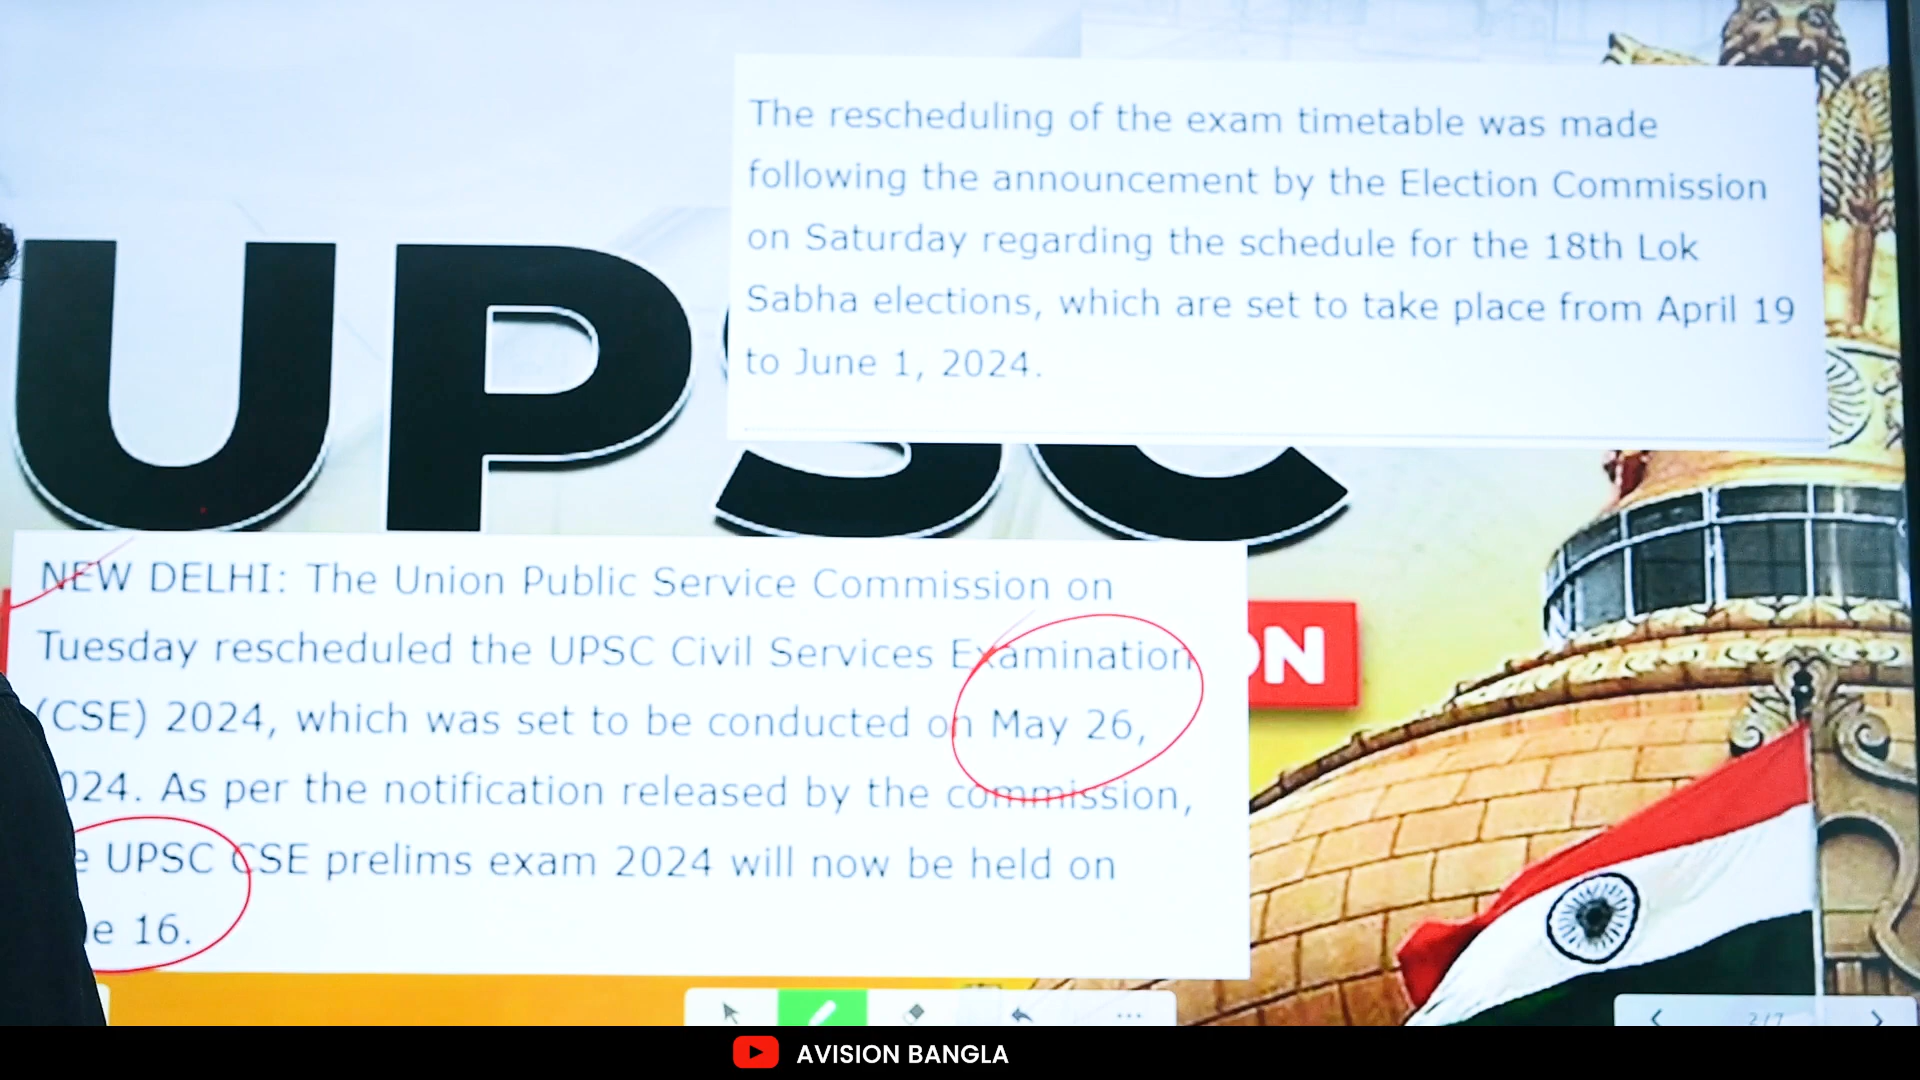 The rescheduling of the exam timetable was made
following the announcement by the Election Commission
on Saturday regarding the schedule for the 18th Lok
Sabha elections, which are set to take place from April 19
to June 1, 2024.
UPSC
NEW DELHI: The Union Public Service Commission on
Tuesday rescheduled the UPSC Civil Services Examination
(CSE) 2024, which was set to be conducted on May 26,
024. As per the notification released by the commission,
e UPSC CSE prelims exam 2024 will now be held on
e 16.
ON
2/7
AVISION BANGLA